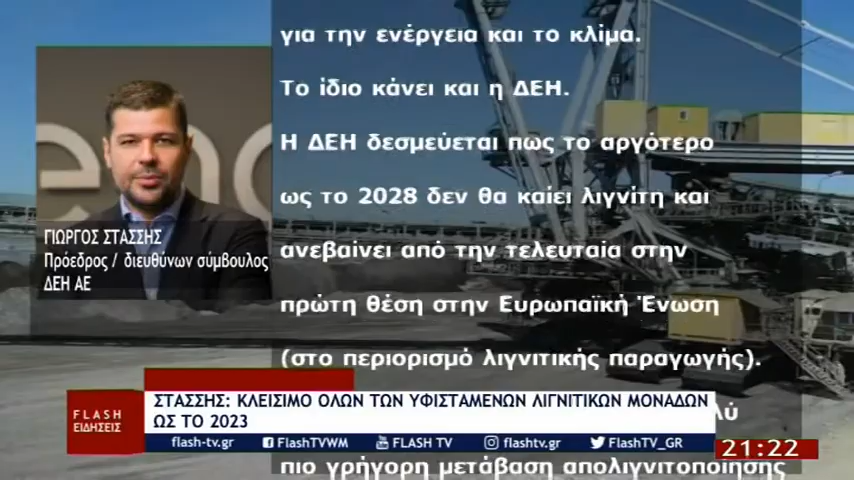 για την ενέργεια και το κλίμα.
Το ίδιο κάνει και η ΔΕΗ.
Η ΔΕΗ δεσμεύεται πως το αργότερο
ως το 2028 δεν θα καίει λιγνίτη και
ανεβαίνει από την τελευταία στην
πρώτη θέση στην Ευρωπαϊκή Ένωση
(στο περιορισμό λιγνιτικής παραγωγής).
πιο γρήγορη μετάβαση απολιγνιτοποίησης
ΓΙΩΡΓΟΣ ΣΤΑΣΣΗΣ
Πρόεδρος / διευθύνων σύμβουλος
ΔΕΗ ΑΕ
FLASH
ΕΙΔΗΣΕΙΣ
ΣΤΑΣΣΗΣ: ΚΛΕΙΣΙΜΟ ΟΛΩΝ ΤΩΝ ΥΦΙΣΤΑΜΕΝΩΝ ΛΙΓΝΙΤΙΚΩΝ ΜΟΝΑΔΩΝ
ΩΣ ΤΟ 2023
flash-tv.gr FlashTVWM FLASH TV flashtv.gr FlashTV_GR
21:22